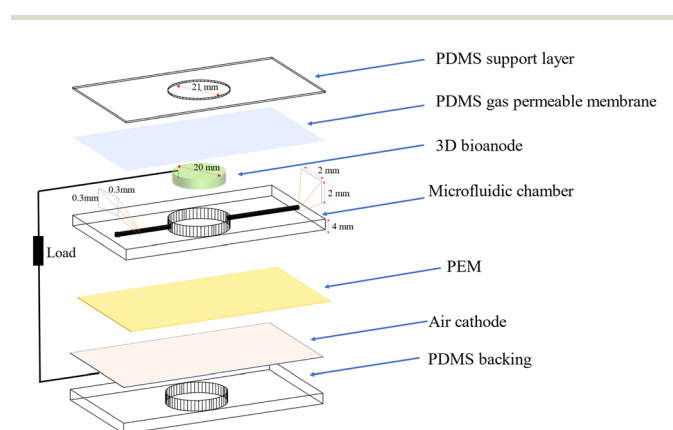 PDMS support layer
21 mm
PDMS gas permeable membrane
3D bioanode
20 mm
2 mm
Microfluidic chamber
0.3mm
0.3mm
2 mm
4 mm
Load
PEM
Air cathode
PDMS backing